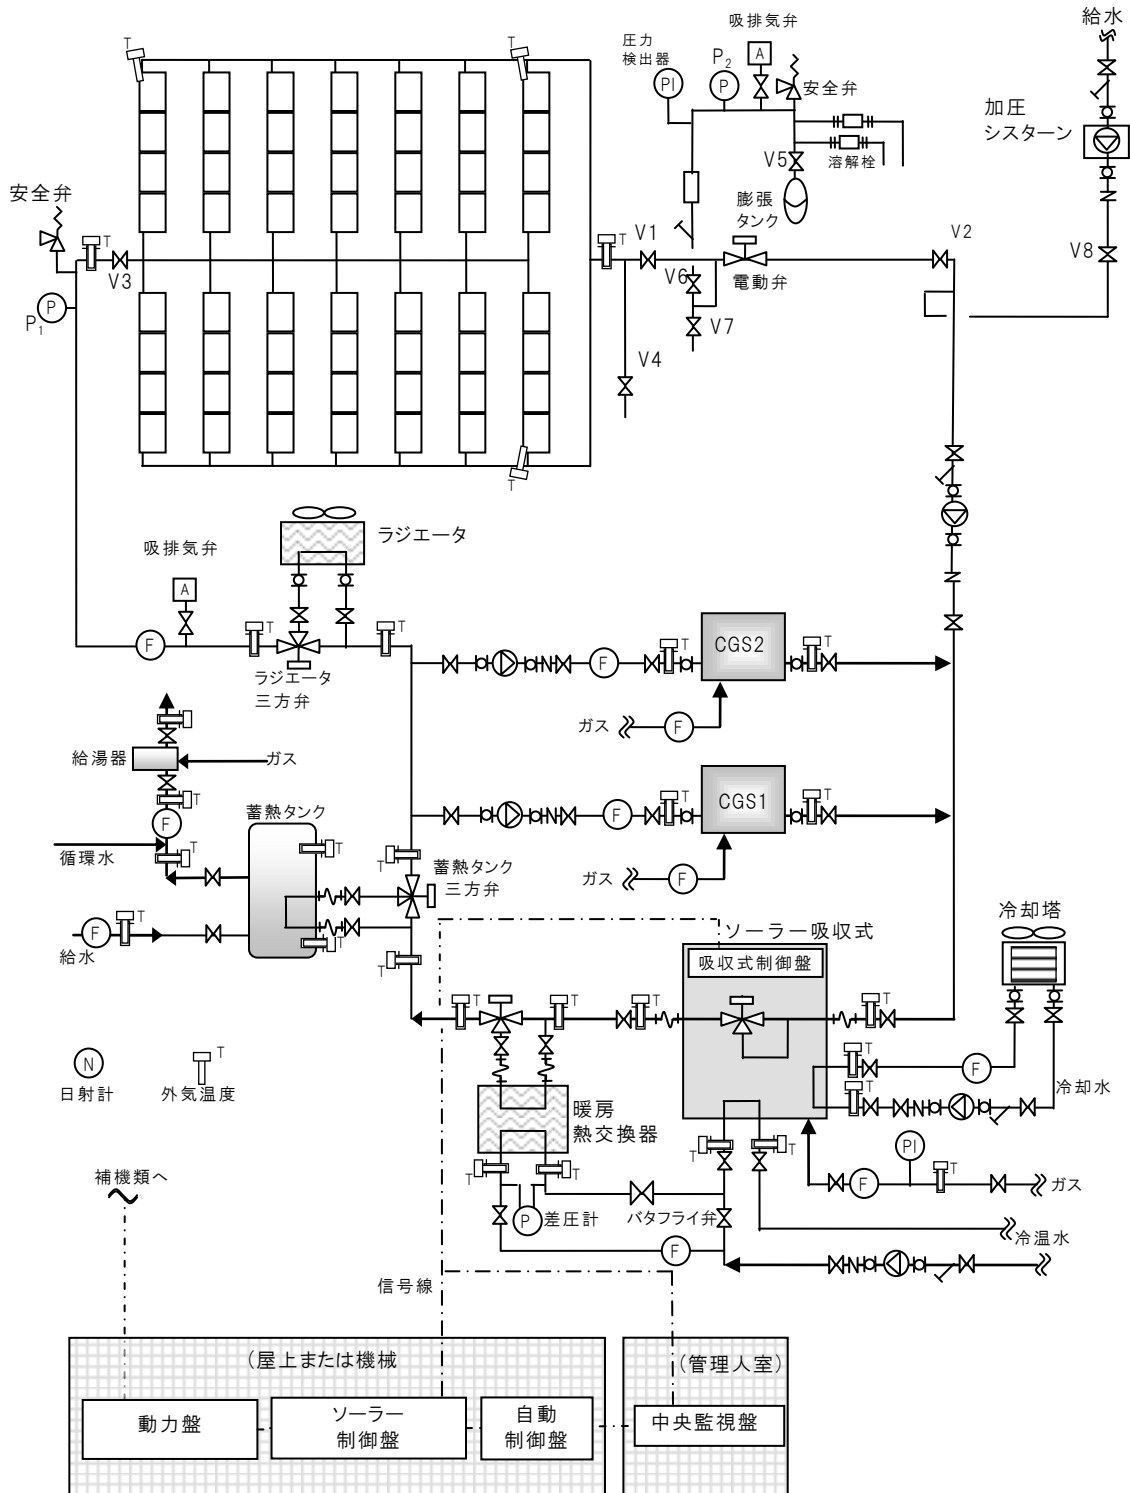 給水
吸排気弁
圧力
検出器
P2
A
T
T
PI
P
安全弁
加圧
シスターン
V5
溶解栓
膨張
タンク
安全弁
T
V3
T
V1
V2
V8
V6
電動弁
P
P1
V7
V4
T
ラジエータ
吸排気弁
A
F
T
T
ラジエータ
三方弁
F
T
CGS2
T
ガス
F
T
給湯器
ガス
T
F
T
循環水
蓄熱タンク
T
F
T
CGS1
T
ガス
F
T
蓄熱タンク
三方弁
給水
F
T
T
T
冷却塔
ソーラー吸収式
吸収式制御盤
T
T
T
T
T
F
T
冷却水
N
日射計
T
外気温度
暖房
熱交換器
T
T
T
T
PI
F
T
ガス
P
差圧計
バタフライ弁
冷温水
F
補機類へ
信号線
(屋上または機械
(管理人室)
動力盤
ソーラー
制御盤
自動
制御盤
中央監視盤